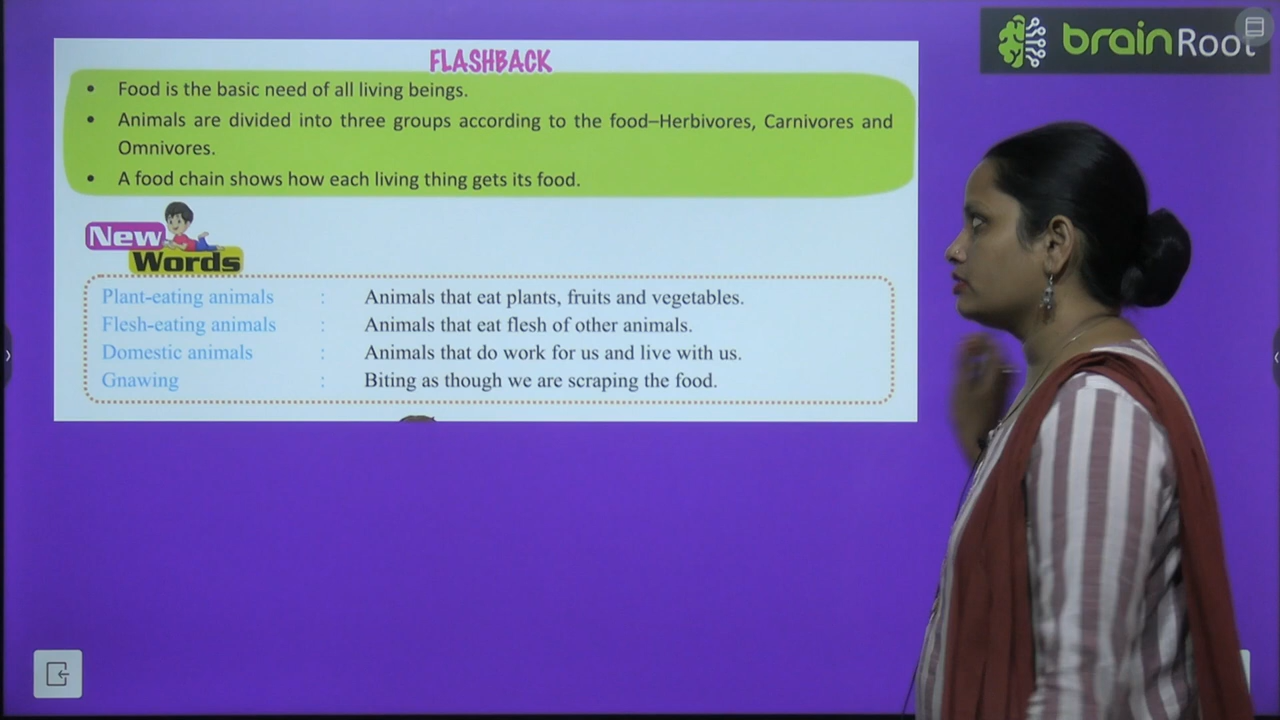 brainRoot
FLASHBACK
• Food is the basic need of all living beings.
• Animals are divided into three groups according to the food–Herbivores, Carnivores and
Omnivores.
• A food chain shows how each living thing gets its food.
New
Words
Plant-eating animals : Animals that eat plants, fruits and vegetables.
Flesh-eating animals : Animals that eat flesh of other animals.
Domestic animals : Animals that do work for us and live with us.
Gnawing : Biting as though we are scraping the food.